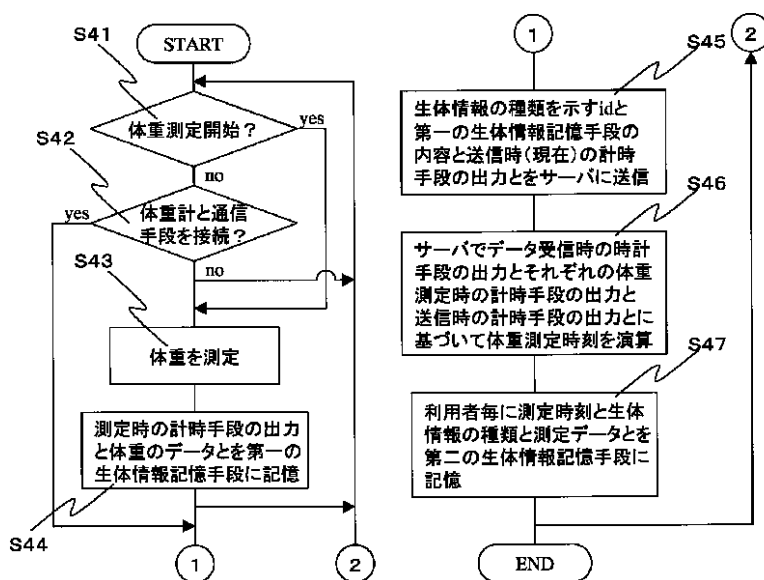 S41
START
体重測定開始？
yes
no
S42
yes
体重計と通信
手段を接続？
no
S43
体重を測定
測定時の計時手段の出力
と体重のデータとを第一の
生体情報記憶手段に記憶
S44
1
2
1
2
S45
生体情報の種類を示すidと
第一の生体情報記憶手段の
内容と送信時(現在)の計時
手段の出力とをサーバに送信
S46
サーバでデータ受信時の時計
手段の出力とそれぞれの体重
測定時の計時手段の出力と
送信時の計時手段の出力とに
基づいて体重測定時刻を演算
S47
利用者毎に測定時刻と生体
情報の種類と測定データとを
第二の生体情報記憶手段に
記憶
END